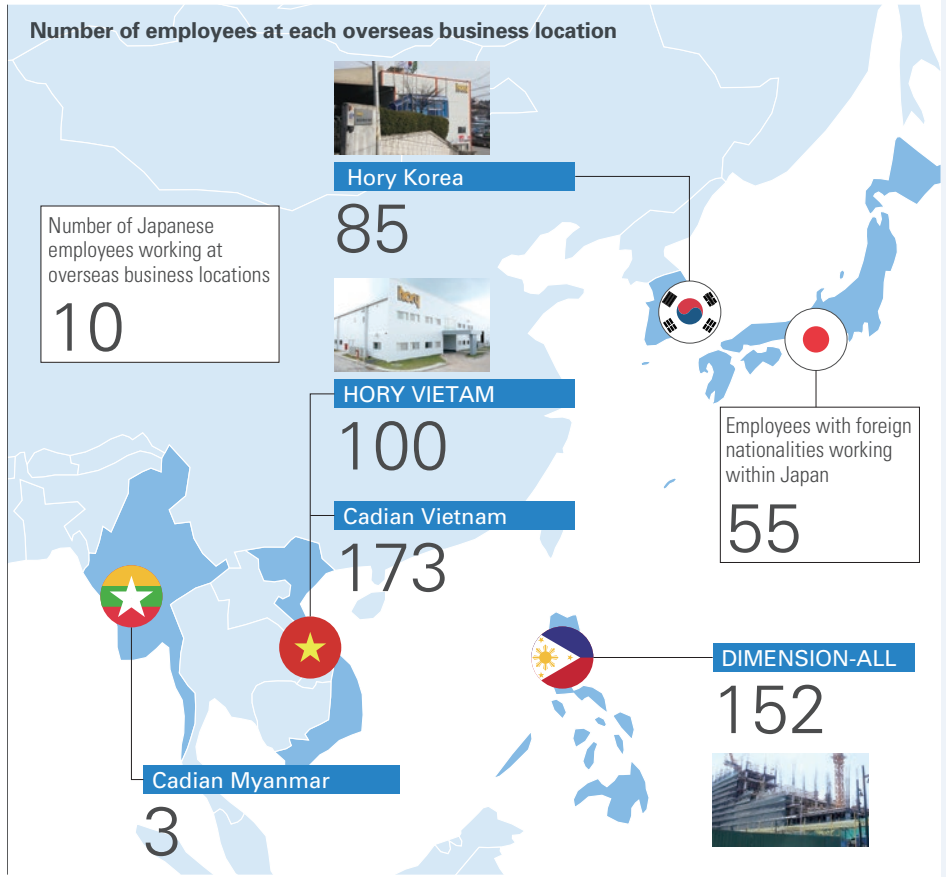 Number of employees at each overseas business location
Hory Korea
85
Number of Japanese
employees working at
overseas business locations
10
hory
HORY VIETAM
100
Employees with foreign
nationalities working
within Japan
55
Cadian Vietnam
173
DIMENSION-ALL
152
Cadian Myanmar
3